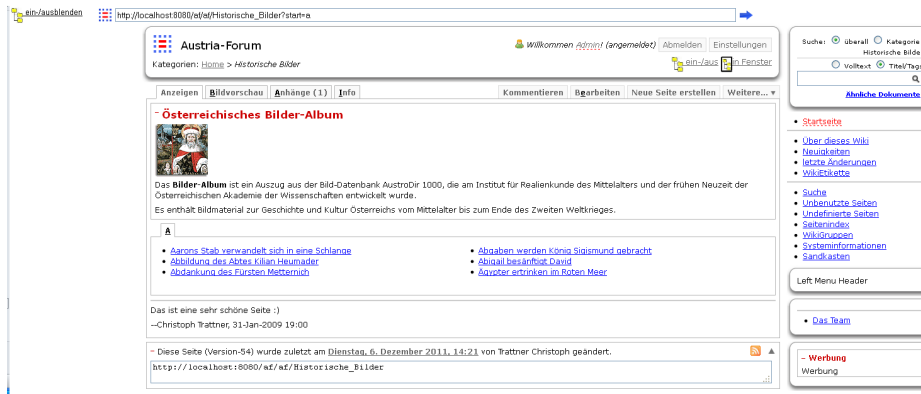 ein-/ausblenden
http://localhost:8080/af/af/Historische_Bilder?start=a
Austria-Forum
Willkommen Admin! (angemeldet) Abmelden Einstellungen
Kategorien: Home > Historische Bilder
ein-/aus in Fenster
Anzeigen Bildvorschau Anhänge (1) Info
Kommentieren Bearbeiten Neue Seite erstellen Weitere... ▾
– Österreichisches Bilder-Album
Das Bilder-Album ist ein Auszug aus der Bild-Datenbank AustroDir 1000, die am Institut für Realienkunde des Mittelalters und der frühen Neuzeit der
Österreichischen Akademie der Wissenschaften entwickelt wurde.
Es enthält Bildmaterial zur Geschichte und Kultur Österreichs vom Mittelalter bis zum Ende des Zweiten Weltkrieges.
A
• Aarons Stab verwandelt sich in eine Schlange
• Abbildung des Abtes Kilian Heumader
• Abdankung des Fürsten Metternich
• Abgaben werden König Sigismund gebracht
• Abigail besänftigt David
• Ägypter ertrinken im Roten Meer
Das ist eine sehr schöne Seite :)
--Christoph Trattner, 31-Jan-2009 19:00
– Diese Seite (Version-54) wurde zuletzt am Dienstag, 6. Dezember 2011, 14:21 von Trattner Christoph geändert.
http://localhost:8080/af/af/Historische_Bilder
Suche: überall Kategorie
Historische Bilde
Volltext Titel/Tags
Ähnliche Dokumente
• Startseite
• Über dieses Wiki
• Neuigkeiten
• letzte Änderungen
• WikiEtikette
• Suche
• Unbenutzte Seiten
• Undefinierte Seiten
• Seitenindex
• WikiGruppen
• Systeminformationen
• Sandkasten
Left Menu Header
• Das Team
– Werbung
Werbung